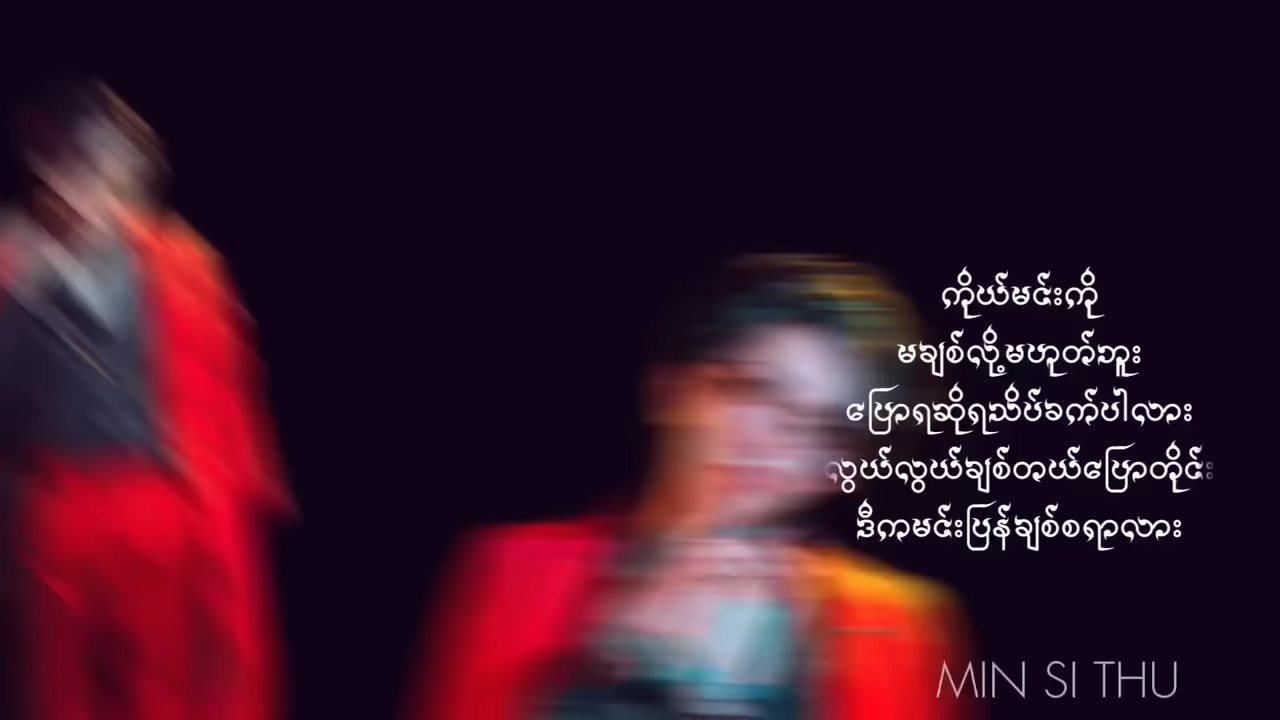 ကိုယ်မင်းကို
မချစ်လို့မဟုတ်ဘူး
ပြောရဆိုရသိပ်ခက်ပါလား
လွယ်လွယ်ချစ်တယ်ပြောတိုင်း
ဒီကမင်းပြန်ချစ်စရာလား
MIN SI THU